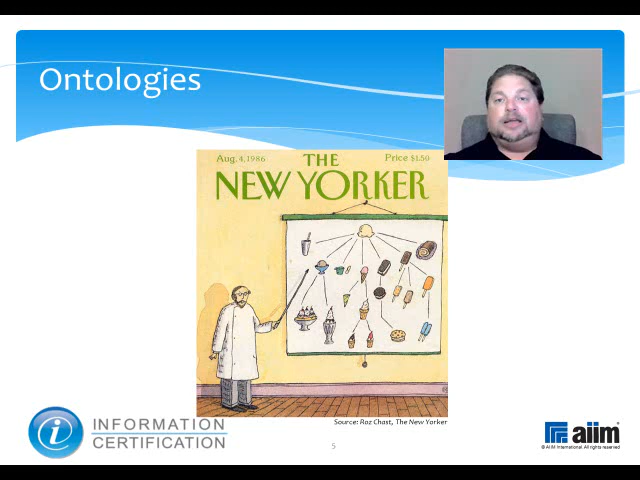 Ontologies
Aug. 4, 1986 THE Price $1.50
NEW YORKER
Source: Roz Chast, The New Yorker
i INFORMATION
CERTIFICATION
5
aiim
© AIIM International. All rights reserved